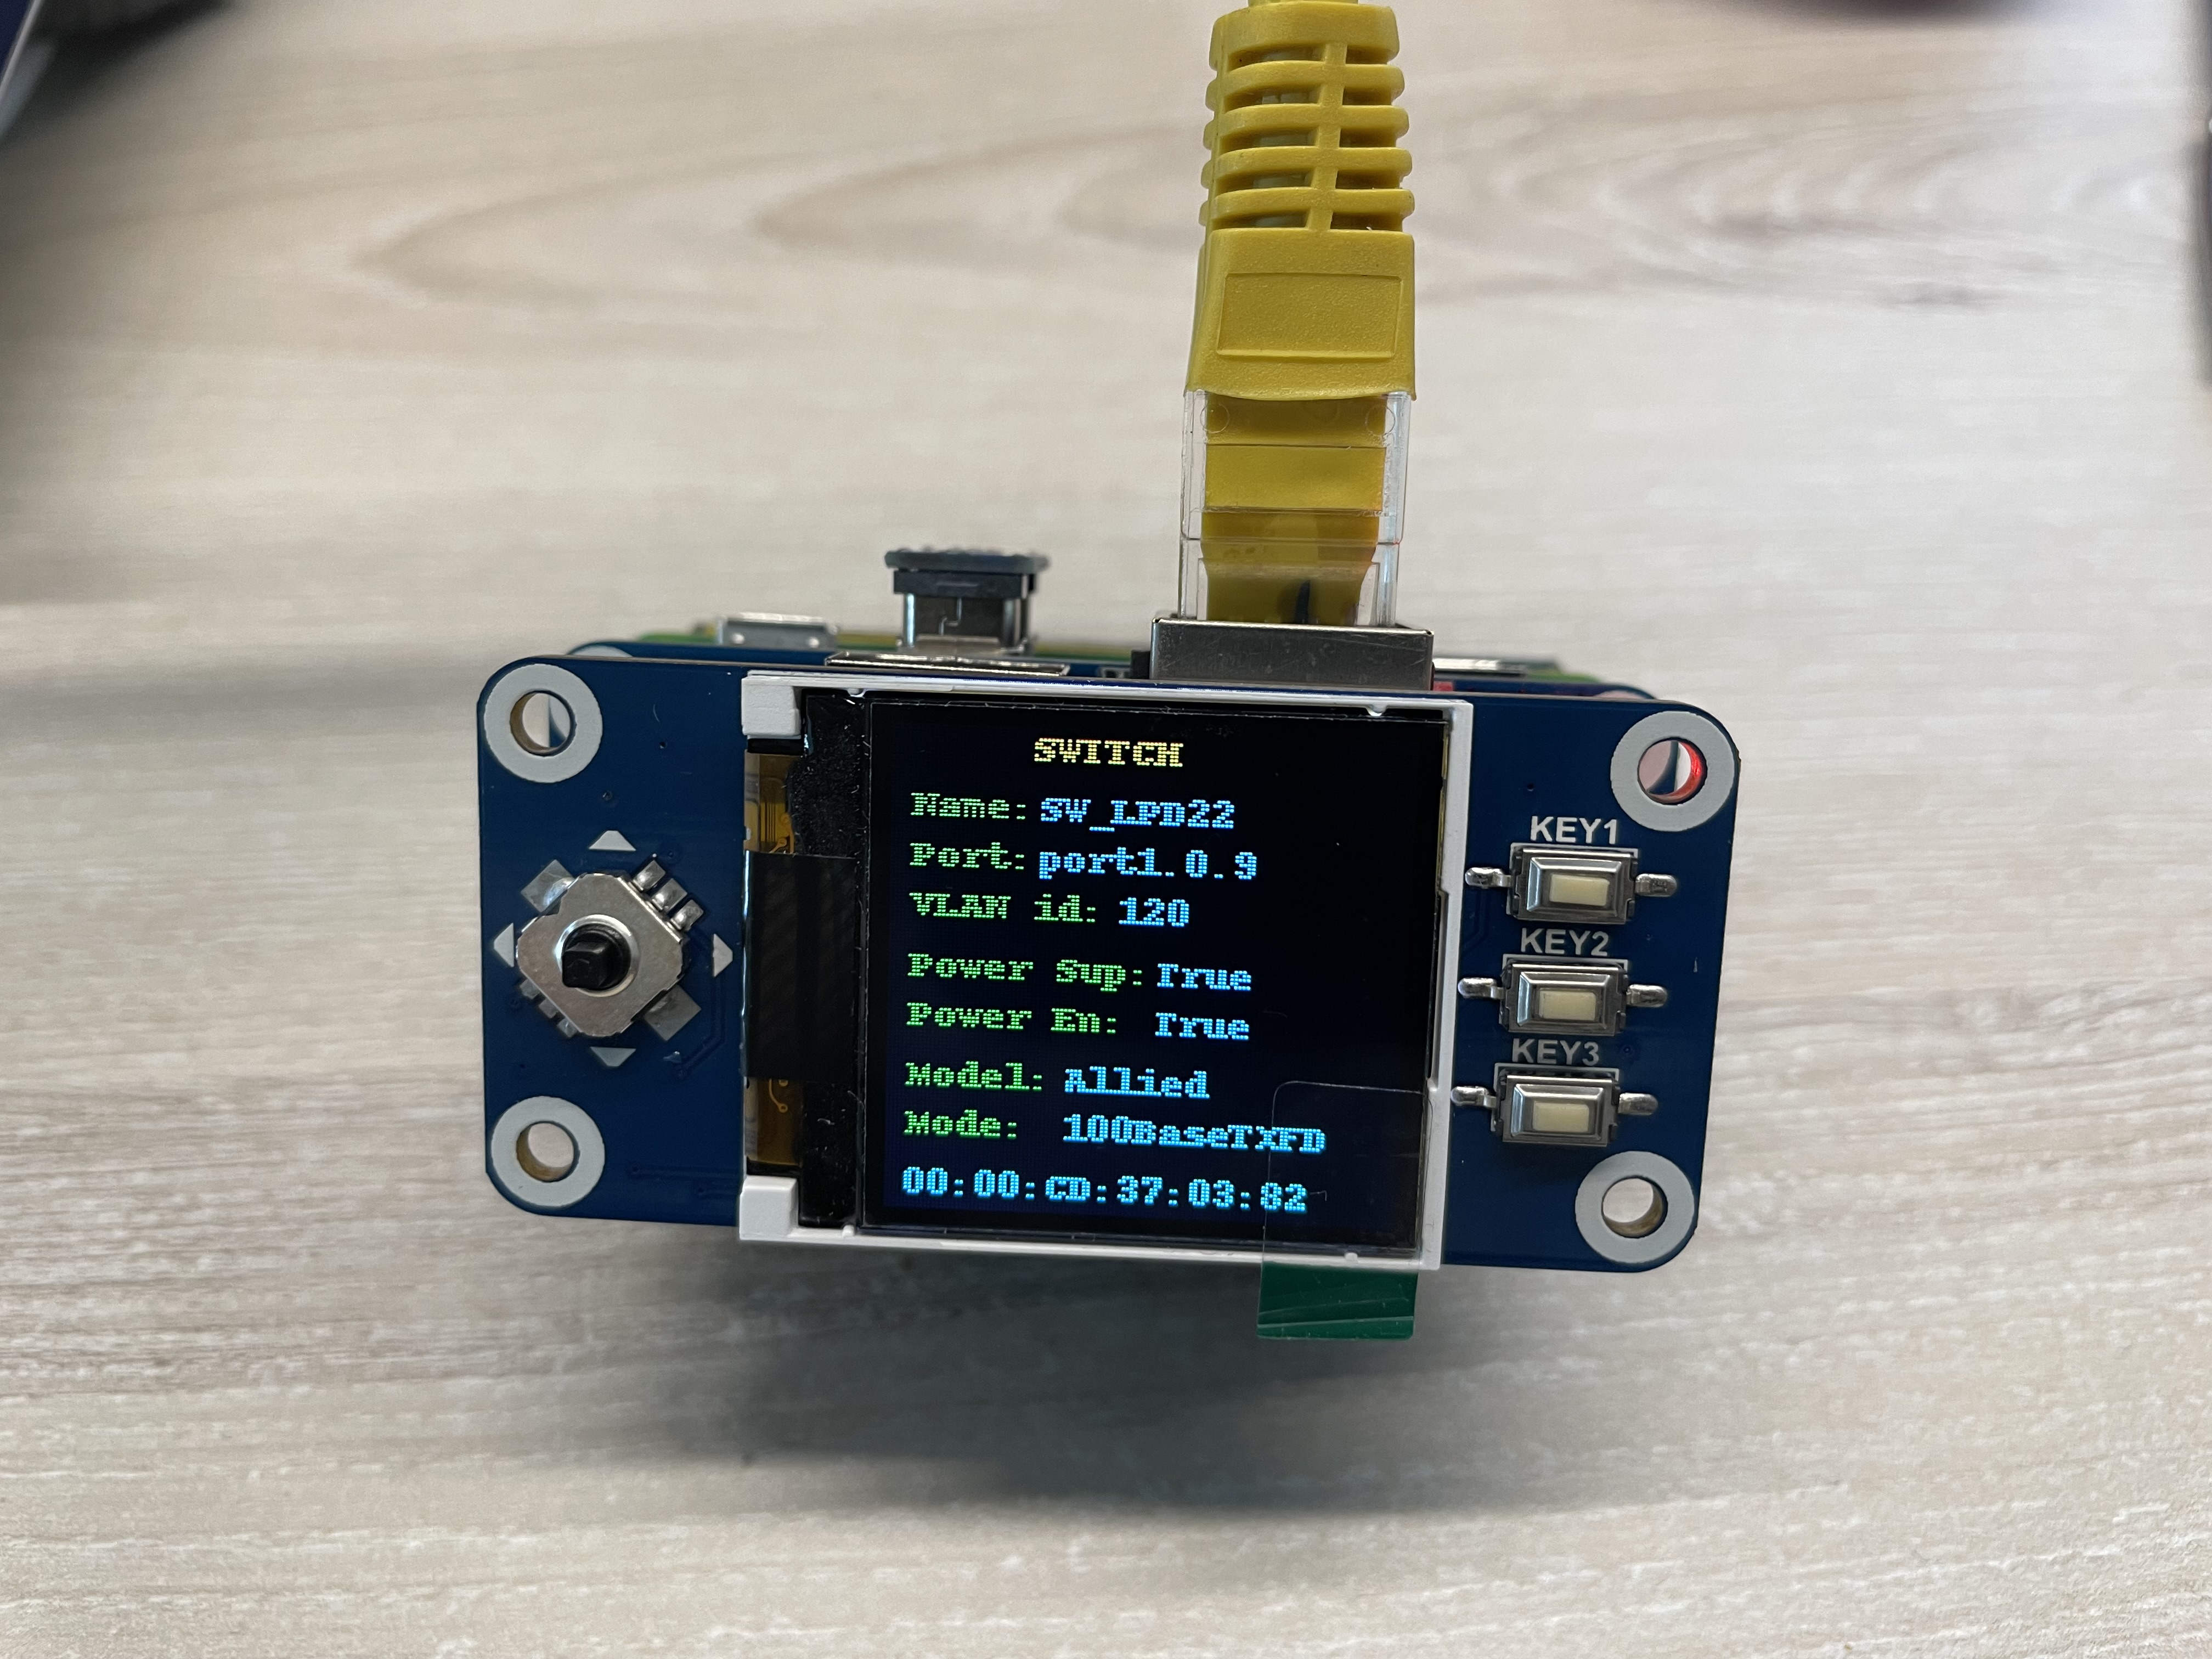 SWITCH
Name: SW_LPD22
Port: port1.0.9
VLAN id: 120
Power Sup: True
Power En: True
Model: Allied
Mode: 100BaseTXFD
00:00:CD:37:03:82
KEY1
KEY2
KEY3